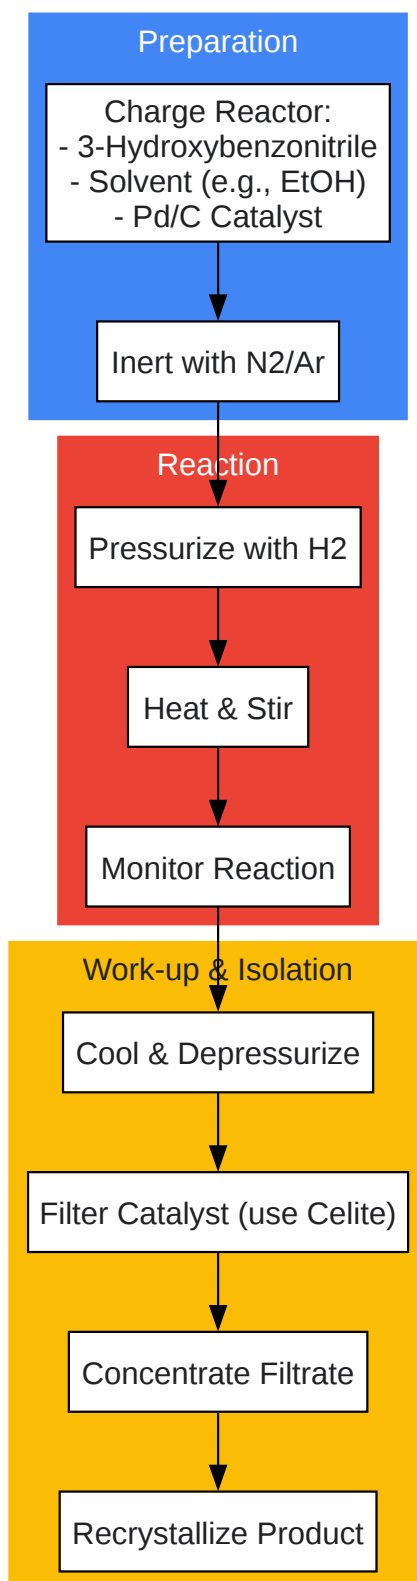 Preparation
Charge Reactor:
- 3-Hydroxybenzonitrile
- Solvent (e.g., EtOH)
- Pd/C Catalyst
Inert with N2/Ar
Reaction
Pressurize with H2
Heat & Stir
Monitor Reaction
Work-up & Isolation
Cool & Depressurize
Filter Catalyst (use Celite)
Concentrate Filtrate
Recrystallize Product